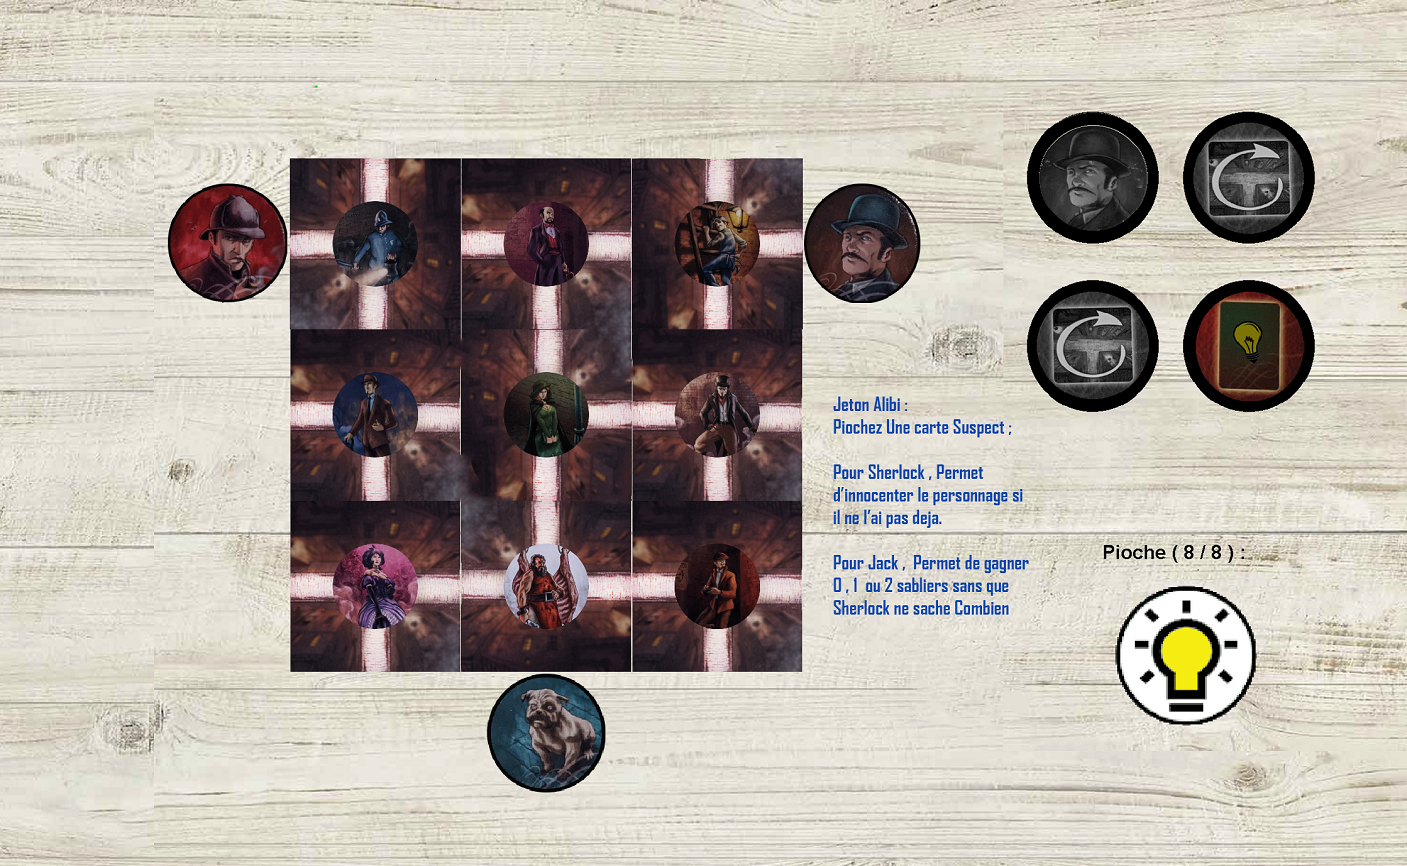 Jeton Alibi :
Piochez Une carte Suspect ;
Pour Sherlock , Permet
d'innocenter le personnage si
il ne l'ai pas deja.
Pour Jack ,  Permet de gagner
0 , 1  ou 2 sabliers sans que
Sherlock ne sache Combien
Pioche ( 8 / 8 ) :